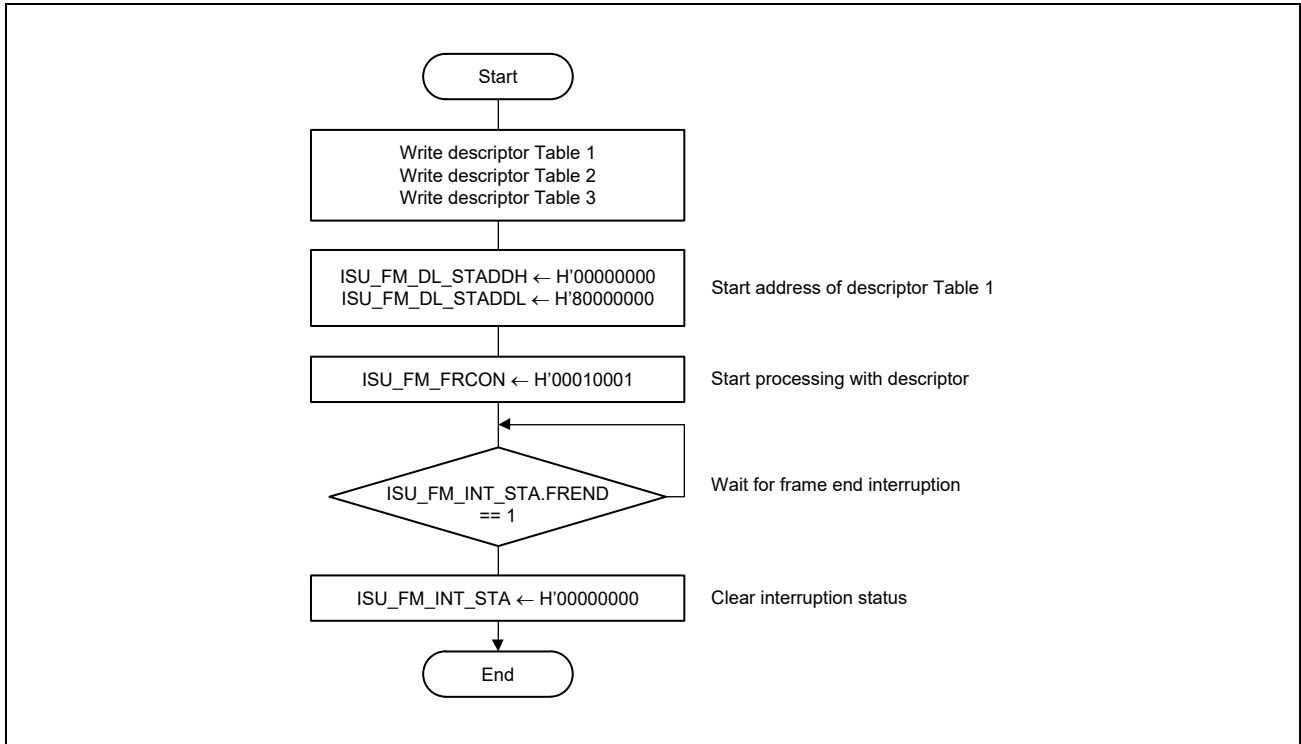 Start
Write descriptor Table 1
Write descriptor Table 2
Write descriptor Table 3
ISU_FM_DL_STADDH ← H’00000000
ISU_FM_DL_STADDL ← H’80000000
Start address of descriptor Table 1
ISU_FM_FRCON ← H’00010001
Start processing with descriptor
ISU_FM_INT_STA.FREND
== 1
Wait for frame end interruption
ISU_FM_INT_STA ← H’00000000
Clear interruption status
End